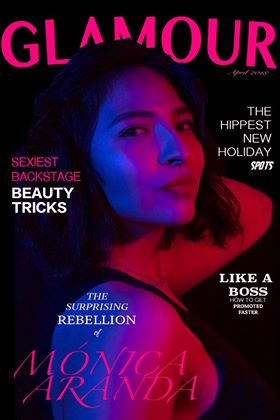 GLAMOUR
April 2018
THE
HIPPEST
NEW
HOLIDAY
SPOTS
SEXIEST
BACKSTAGE
BEAUTY
TRICKS
LIKE A
BOSS
HOW TO GET
PROMOTED
FASTER
THE
SURPRISING
REBELLION
of
MÓNICA
ARANDA